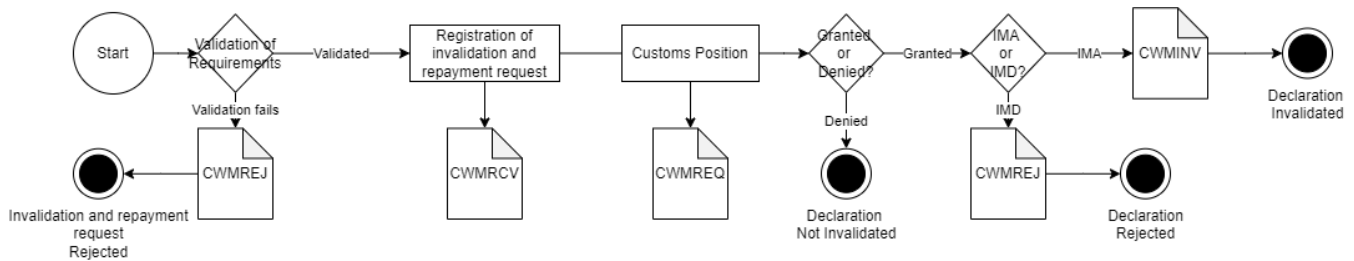 Start
Validation of
Requirements
Validated
Registration of
invalidation and
repayment request
Customs Position
Granted
or
Denied?
Granted
IMA
or
IMD?
IMA
CWMINV
Declaration
Invalidated
Validation fails
CWMREJ
Invalidation and repayment
request
Rejected
CWMRCV
CWMREQ
Denied
Declaration
Not Invalidated
IMD
CWMREJ
Declaration
Rejected